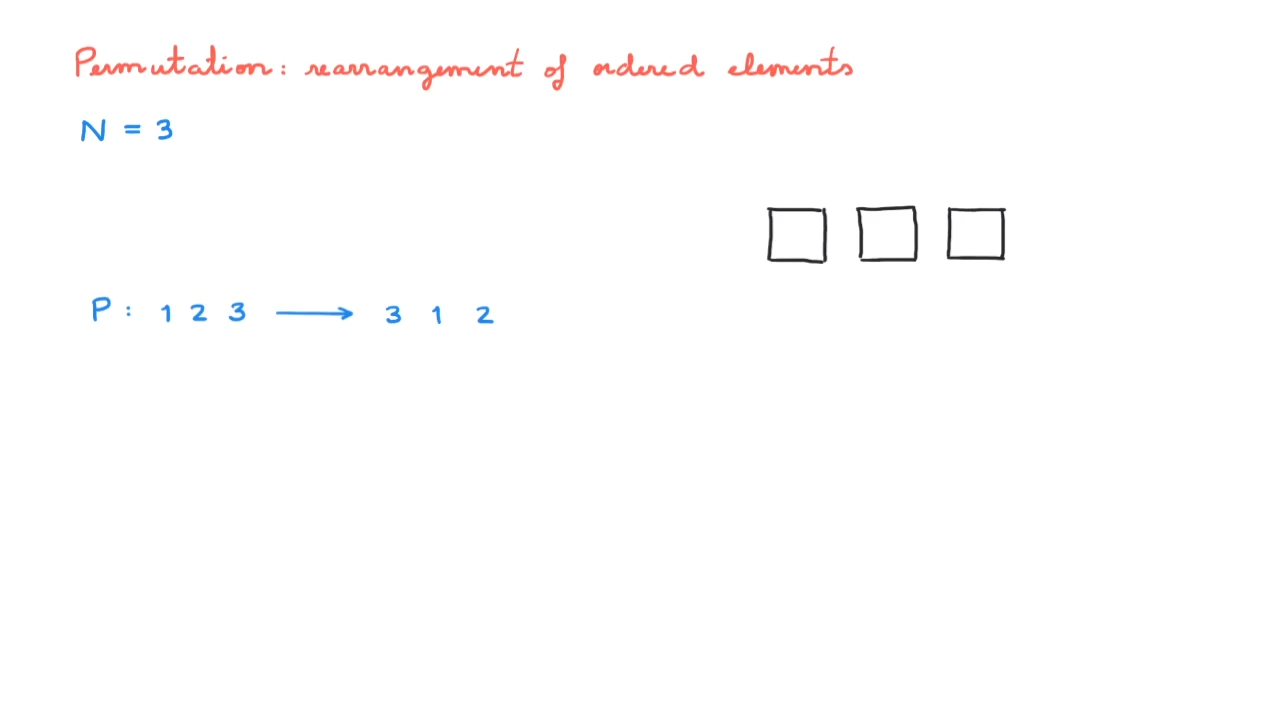 Permutation: rearrangement of ordered elements
N = 3
P: 1 2 3 ⟶ 3 1 2